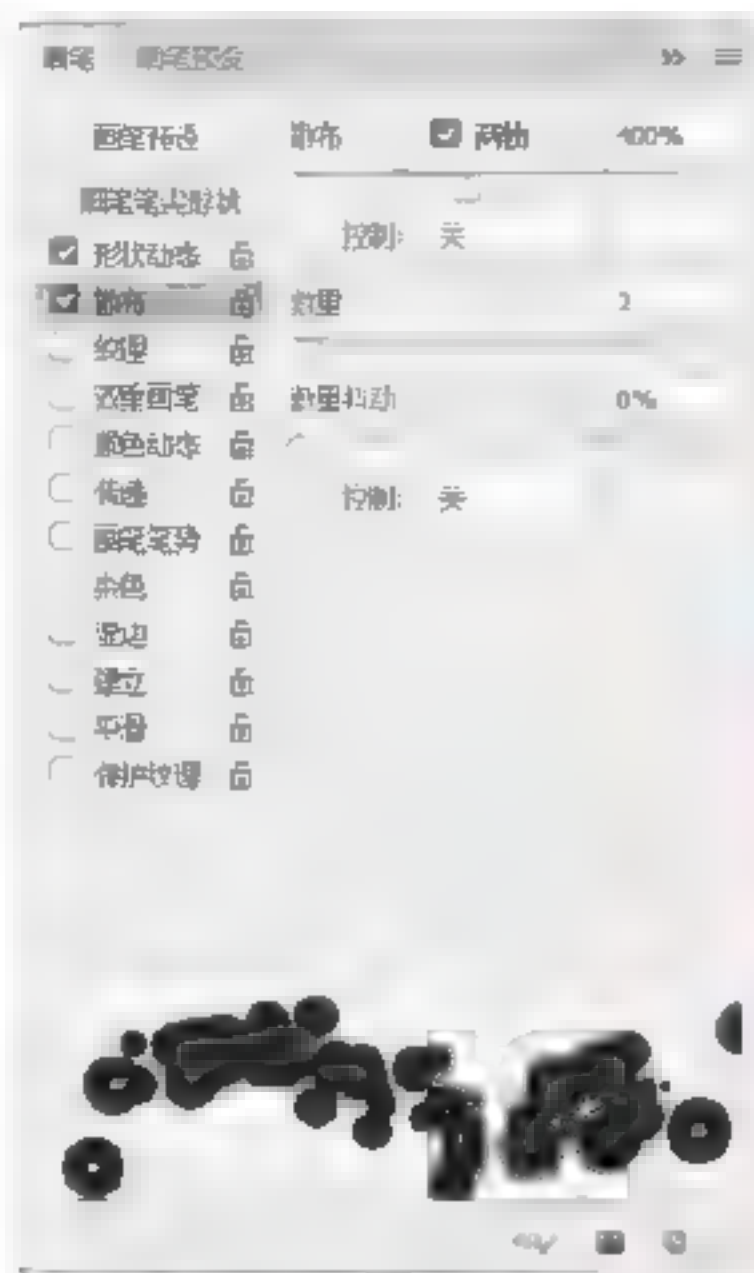 画笔 画笔预设
画笔预设 散布 两轴 400%
画笔笔尖形状
控制: 关
形状动态
散布 数量 2
纹理
双重画笔 数量抖动 0%
颜色动态
传递 控制: 关
画笔笔势
杂色
湿边
建立
平滑
保护纹理